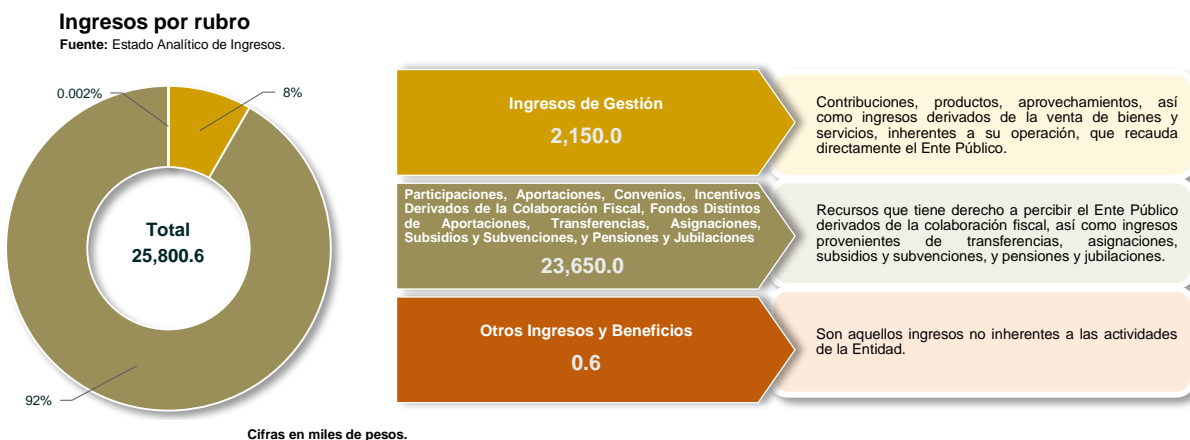 Ingresos por rubro
Fuente: Estado Analítico de Ingresos.
0.002%
8%
Total
25,800.6
92%
Ingresos de Gestión
2,150.0
Contribuciones, productos, aprovechamientos, así
como ingresos derivados de la venta de bienes y
servicios, inherentes a su operación, que recauda
directamente el Ente Público.
Participaciones, Aportaciones, Convenios, Incentivos
Derivados de la Colaboración Fiscal, Fondos Distintos
de Aportaciones, Transferencias, Asignaciones,
Subsidios y Subvenciones, y Pensiones y Jubilaciones
23,650.0
Recursos que tiene derecho a percibir el Ente Público
derivados de la colaboración fiscal, así como ingresos
provenientes de transferencias, asignaciones,
subsidios y subvenciones, y pensiones y jubilaciones.
Otros Ingresos y Beneficios
0.6
Son aquellos ingresos no inherentes a las actividades
de la Entidad.
Cifras en miles de pesos.